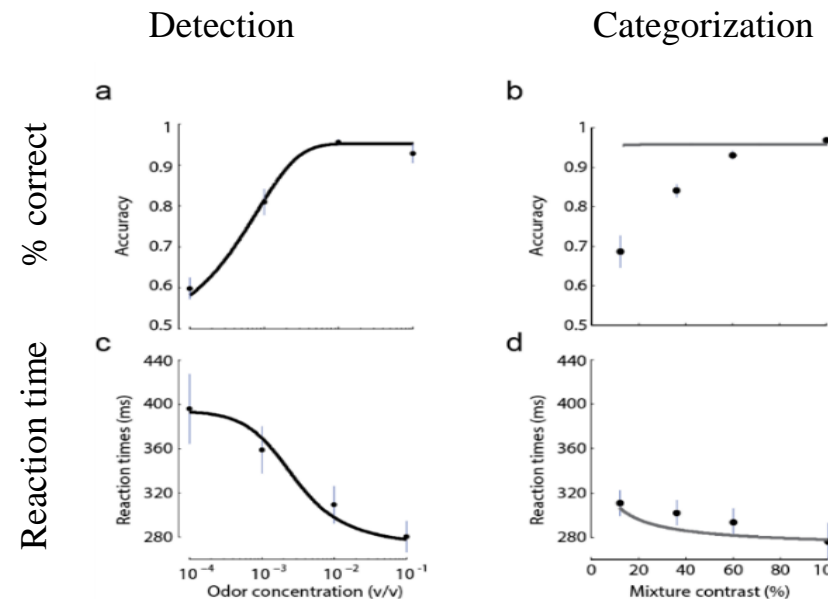 Detection
Categorization
% correct
a
Accuracy
1
0.9
0.8
0.7
0.6
0.5
b
Accuracy
1
0.9
0.8
0.7
0.6
0.5
Reaction time
c
Reaction times (ms)
440
400
360
320
280
10⁻⁴ 10⁻³ 10⁻² 10⁻¹
Odor concentration (v/v)
d
Reaction times (ms)
440
400
360
320
280
0 20 40 60 80 100
Mixture contrast (%)